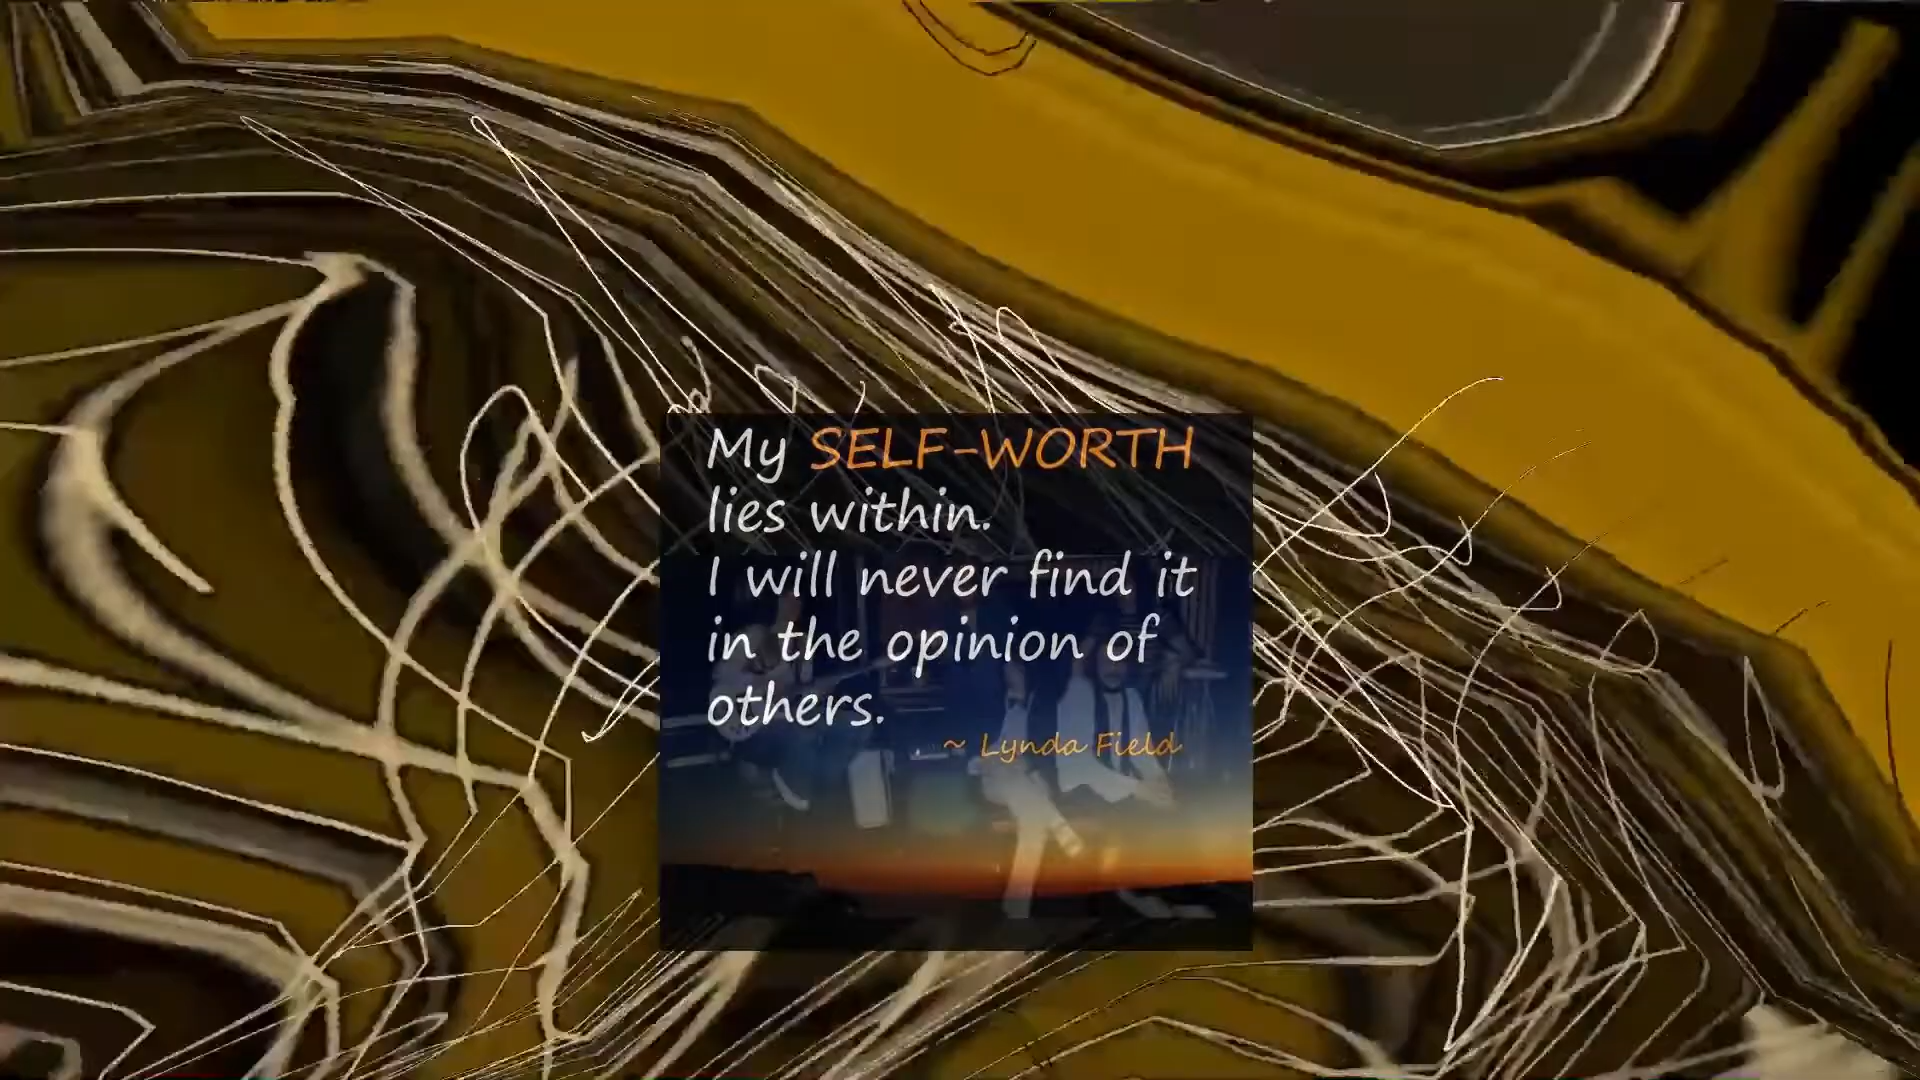 My SELF-WORTH
lies within.
I will never find it
in the opinion of
others.
~ Lynda Field